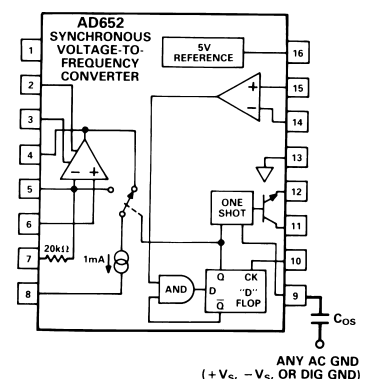 AD652
SYNCHRONOUS
VOLTAGE-TO-
FREQUENCY
CONVERTER
5V
REFERENCE
1
2
3
4
5
6
7
8
16
15
14
13
12
11
10
9
+
−
− +
20kΩ
1mA
ONE
SHOT
AND
Q CK
D "D"
Q̅ FLOP
COS
ANY AC GND
(+VS, −VS, OR DIG GND)